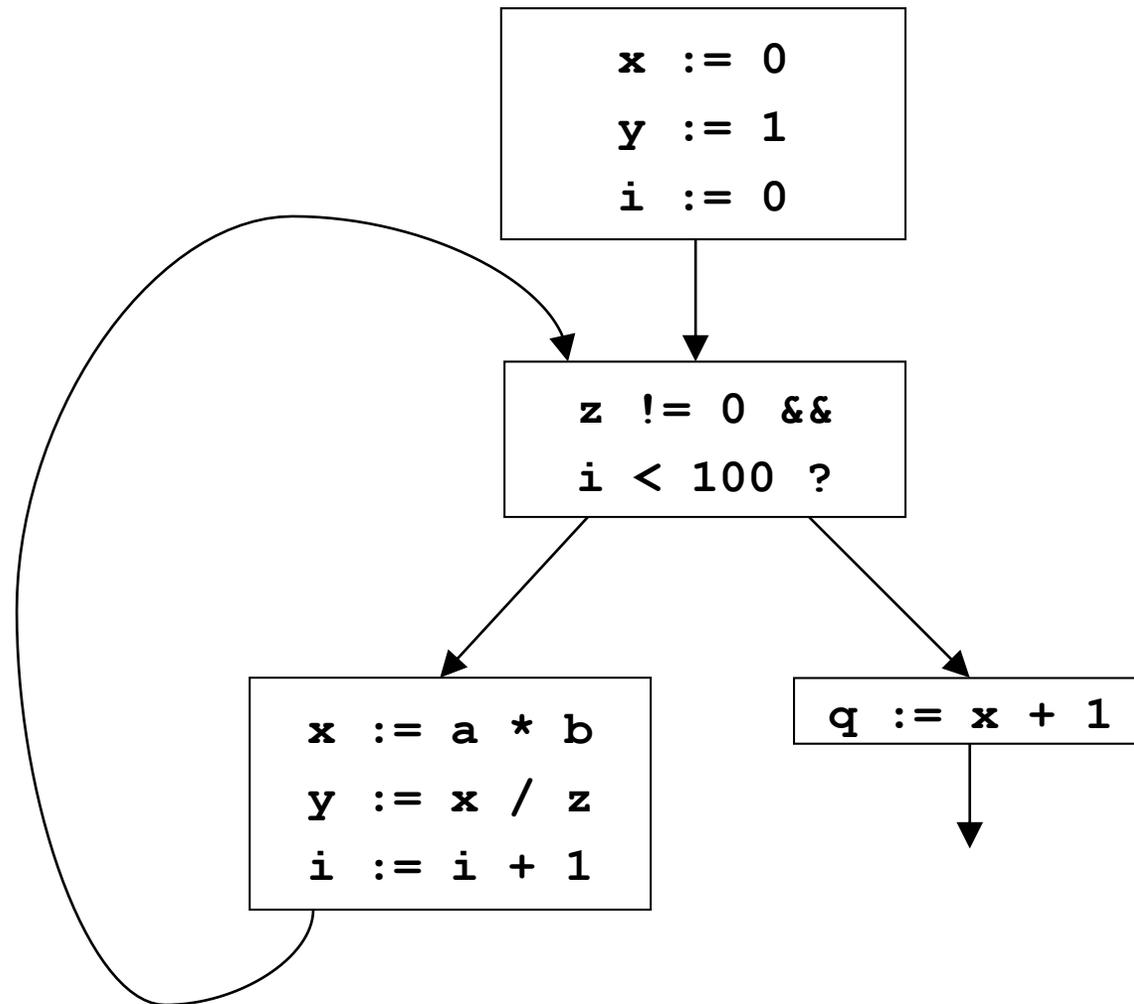 x := 0
y := 1
i := 0
z != 0 &&
i < 100 ?
x := a * b
y := x / z
i := i + 1
q := x + 1